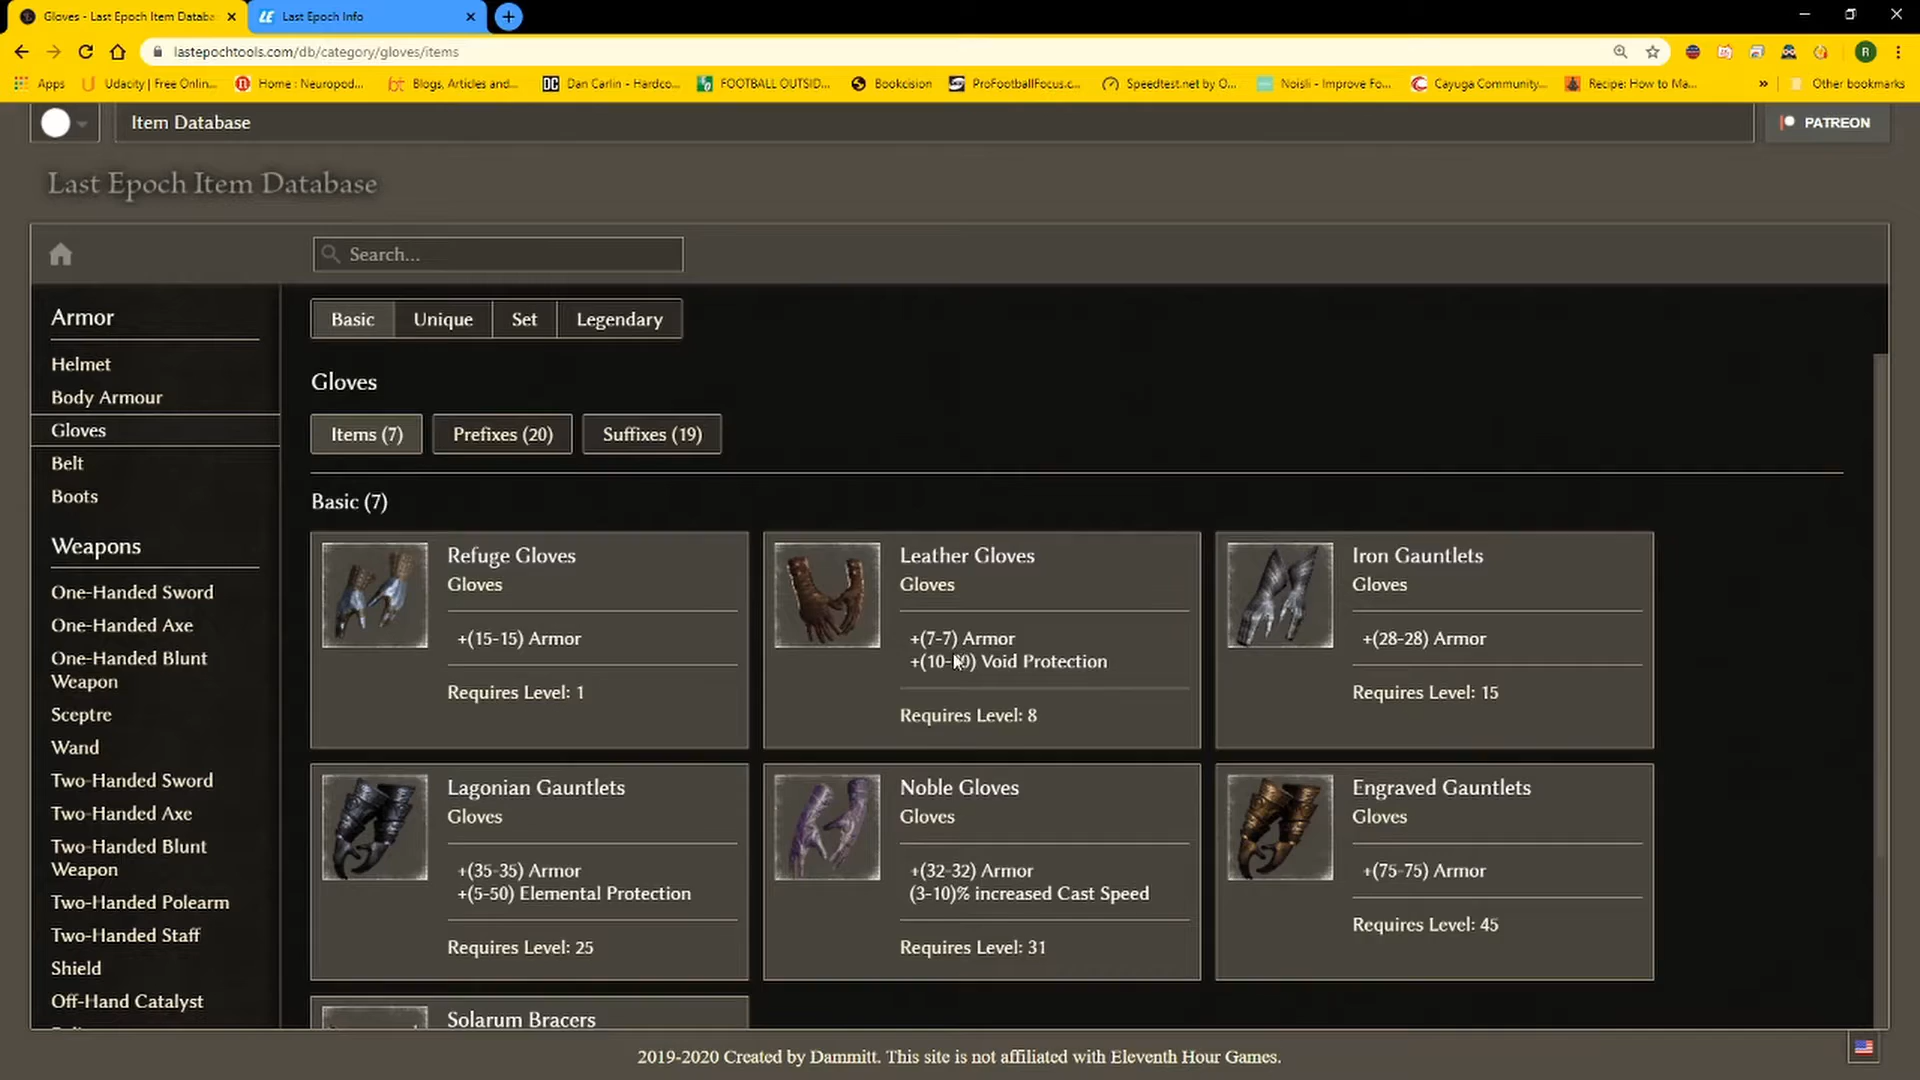 Gloves - Last Epoch Item Databa
Last Epoch Info
lastepochtools.com/db/category/gloves/items
R
Apps
Udacity | Free Onlin...
Home : Neuropod...
Blogs, Articles and...
Dan Carlin - Hardco...
FOOTBALL OUTSID...
Bookcision
ProFootballFocus.c...
Speedtest.net by O...
Noisli - Improve Fo...
Cayuga Community...
Recipe: How to Ma...
Other bookmarks
Item Database
PATREON
Last Epoch Item Database
Search...
Armor
Helmet
Body Armour
Gloves
Belt
Boots
Weapons
One-Handed Sword
One-Handed Axe
One-Handed Blunt
Weapon
Sceptre
Wand
Two-Handed Sword
Two-Handed Axe
Two-Handed Blunt
Weapon
Two-Handed Polearm
Two-Handed Staff
Shield
Off-Hand Catalyst
Basic
Unique
Set
Legendary
Gloves
Items (7)
Prefixes (20)
Suffixes (19)
Basic (7)
Refuge Gloves
Gloves
+(15-15) Armor
Requires Level: 1
Leather Gloves
Gloves
+(7-7) Armor
Void Protection
Requires Level: 8
Iron Gauntlets
Gloves
+(28-28) Armor
Requires Level: 15
Lagonian Gauntlets
Gloves
+(35-35) Armor
+(5-50) Elemental Protection
Requires Level: 25
Noble Gloves
Gloves
+(32-32) Armor
(3-10)% increased Cast Speed
Requires Level: 31
Engraved Gauntlets
Gloves
+(75-75) Armor
Requires Level: 45
Solarum Bracers
2019-2020 Created by Dammitt. This site is not affiliated with Eleventh Hour Games.